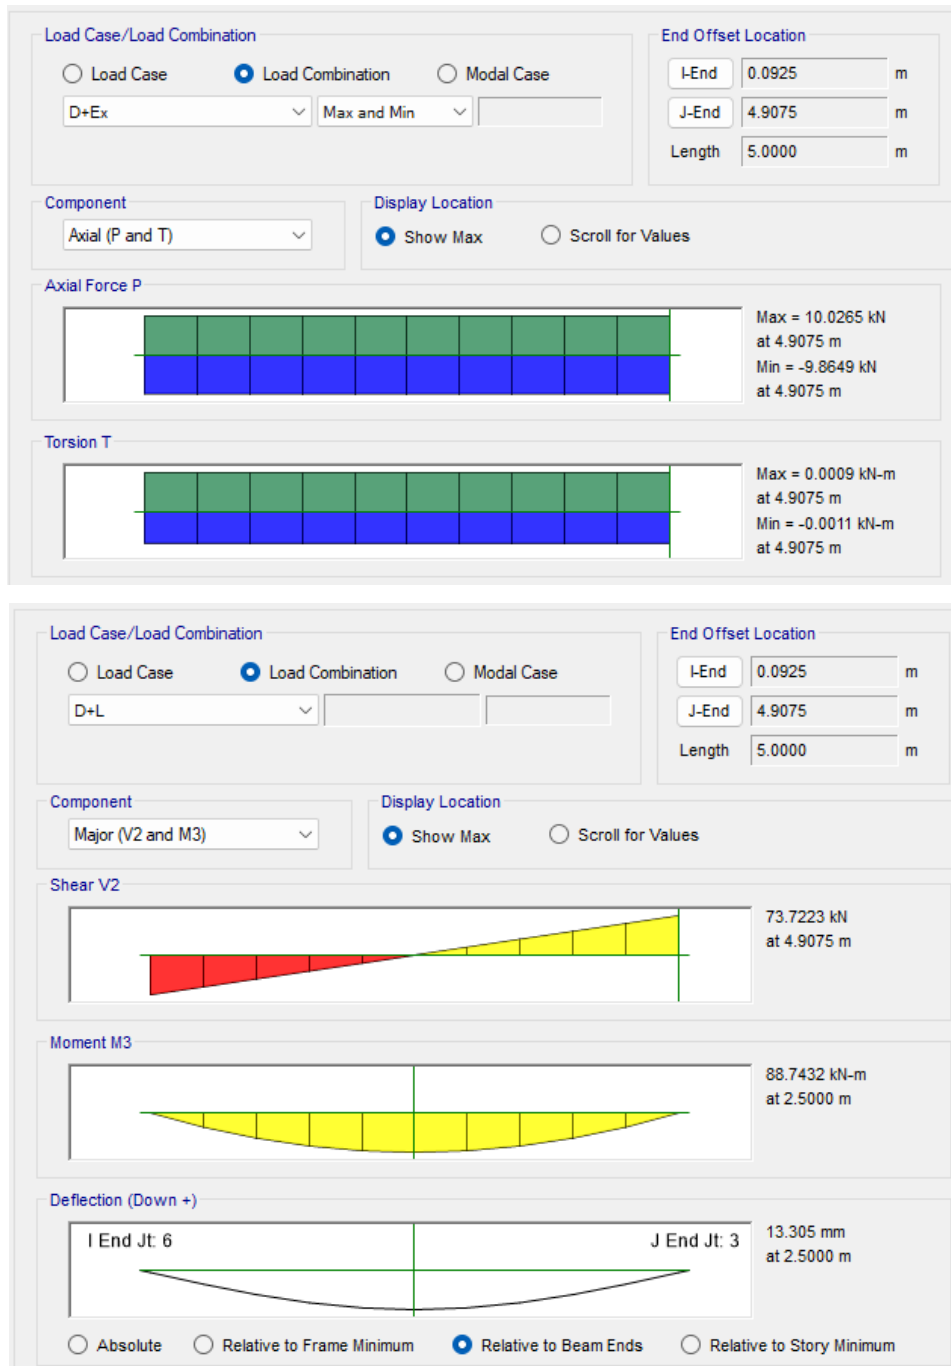 Load Case/Load Combination
End Offset Location
Load Case
Load Combination
Modal Case
I-End 0.0925 m
D+Ex
Max and Min
J-End 4.9075 m
Length 5.0000 m
Component
Display Location
Axial (P and T)
Show Max
Scroll for Values
Axial Force P
Max = 10.0265 kN
at 4.9075 m
Min = -9.8649 kN
at 4.9075 m
Torsion T
Max = 0.0009 kN-m
at 4.9075 m
Min = -0.0011 kN-m
at 4.9075 m
Load Case/Load Combination
End Offset Location
Load Case
Load Combination
Modal Case
I-End 0.0925 m
D+L
J-End 4.9075 m
Length 5.0000 m
Component
Display Location
Major (V2 and M3)
Show Max
Scroll for Values
Shear V2
73.7223 kN
at 4.9075 m
Moment M3
88.7432 kN-m
at 2.5000 m
Deflection (Down +)
I End Jt: 6
J End Jt: 3
13.305 mm
at 2.5000 m
Absolute
Relative to Frame Minimum
Relative to Beam Ends
Relative to Story Minimum